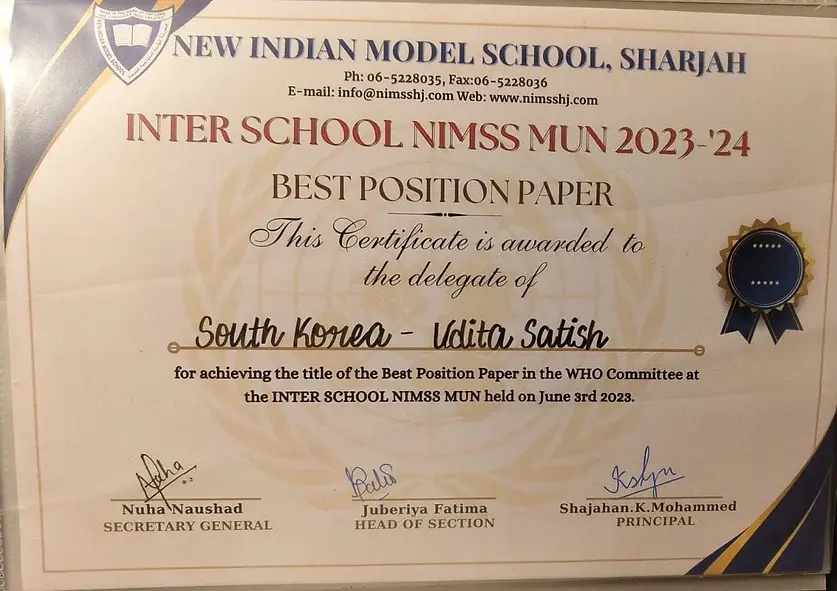 NEW INDIAN MODEL SCHOOL, SHARJAH
Ph: 06-5228035, Fax:06-5228036
E-mail: info@nimsshj.com Web: www.nimsshj.com
INTER SCHOOL NIMSS MUN 2023-'24
BEST POSITION PAPER
This Certificate is awarded to
the delegate of
South Korea - Udita Satish
for achieving the title of the Best Position Paper in the WHO Committee at
the INTER SCHOOL NIMSS MUN held on June 3rd 2023.
Nuha Naushad
SECRETARY GENERAL
Juberiya Fatima
HEAD OF SECTION
Shajahan.K.Mohammed
PRINCIPAL